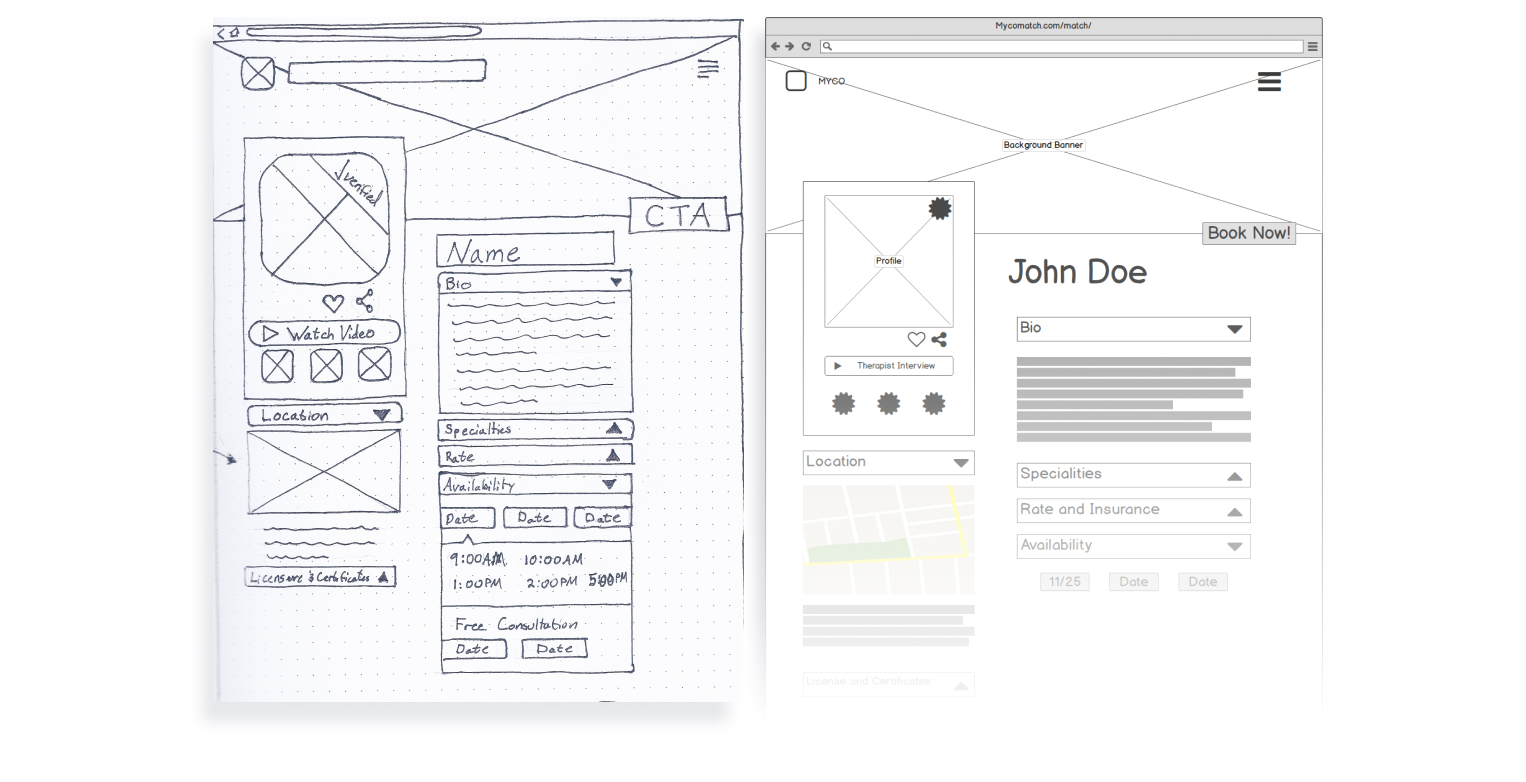 verified
Watch Video
Location
Licensure & Certificates
CTA
Name
Bio
Specialties
Rate
Availability
Date Date Date
9:00AM 10:00AM
1:00PM 2:00PM 5:00PM
Free Consultation
Date Date
Mycomatch.com/match/
MYCO
Background Banner
Book Now!
Profile
Therapist Interview
Location
License and Certificates
John Doe
Bio
Specialities
Rate and Insurance
Availability
11/25 Date Date